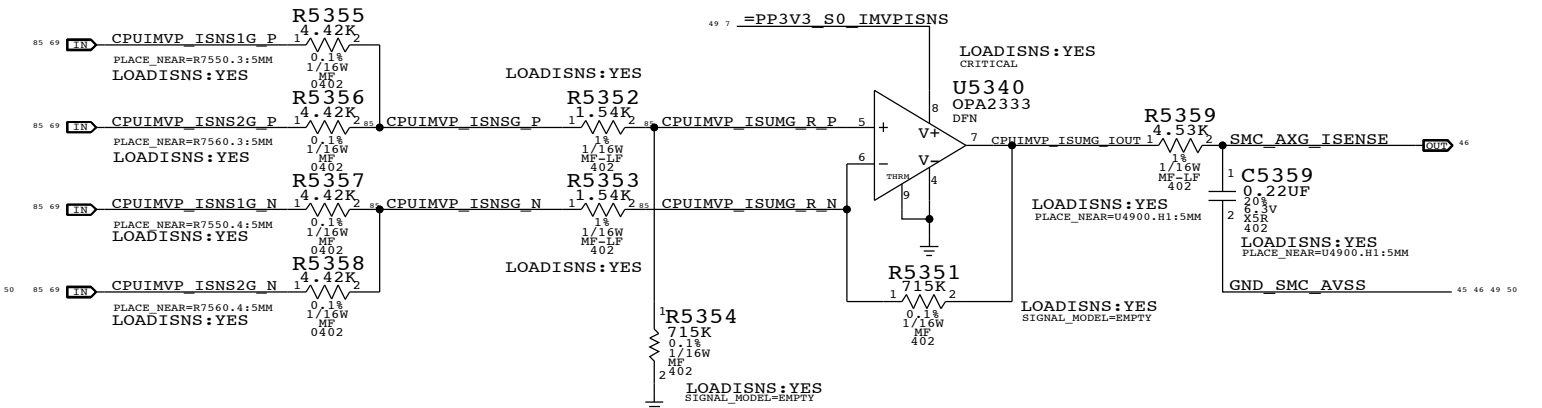 =PP3V3_S0_IMVPISNS
49 7
R5355
4.42K
85 69
IN
CPUIMVP_ISNS1G_P
1
2
PLACE_NEAR=R7550.3:5MM
LOADISNS:YES
0.1%
1/16W
MF
0402
R5356
4.42K
85 69
IN
CPUIMVP_ISNS2G_P
1
2
85
PLACE_NEAR=R7560.3:5MM
LOADISNS:YES
0.1%
1/16W
MF
0402
R5357
4.42K
85 69
IN
CPUIMVP_ISNS1G_N
1
2
85
PLACE_NEAR=R7550.4:5MM
LOADISNS:YES
0.1%
1/16W
MF
0402
R5358
4.42K
50
85 69
IN
CPUIMVP_ISNS2G_N
1
2
PLACE_NEAR=R7560.4:5MM
LOADISNS:YES
0.1%
1/16W
MF
0402
LOADISNS:YES
R5352
1.54K
CPUIMVP_ISNSG_P
1
2
85
CPUIMVP_ISUMG_R_P
1%
1/16W
MF-LF
402
R5353
1.54K
CPUIMVP_ISNSG_N
1
2
85
CPUIMVP_ISUMG_R_N
1%
1/16W
MF-LF
402
LOADISNS:YES
1
R5354
715K
0.1%
1/16W
MF
402
2
LOADISNS:YES
SIGNAL_MODEL=EMPTY
LOADISNS:YES
CRITICAL
U5340
OPA2333
DFN
8
5
+
V+
7
6
-
V-
THRM
4
9
R5351
715K
1
2
0.1%
1/16W
MF
402
LOADISNS:YES
SIGNAL_MODEL=EMPTY
CPUIMVP_ISUMG_IOUT
R5359
4.53K
1
2
1%
1/16W
MF-LF
402
LOADISNS:YES
PLACE_NEAR=U4900.H1:5MM
SMC_AXG_ISENSE
OUT
46
1
C5359
0.22UF
20%
6.3V
X5R
402
2
LOADISNS:YES
PLACE_NEAR=U4900.H1:5MM
GND_SMC_AVSS
45 46 49 50